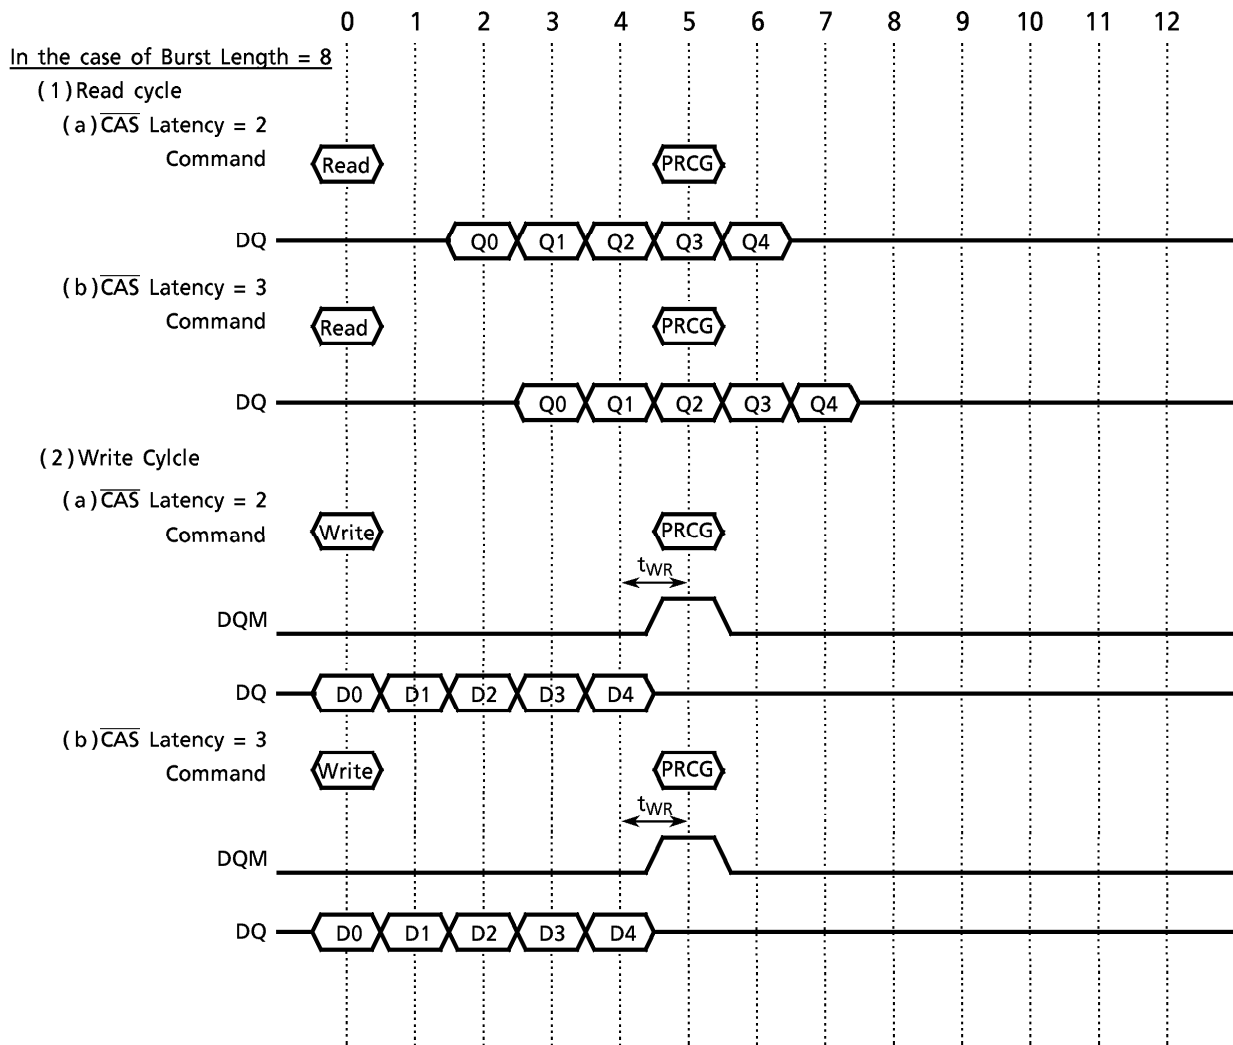 0 1 2 3 4 5 6 7 8 9 10 11 12
In the case of Burst Length = 8
(1) Read cycle
(a) CAS Latency = 2
Command Read PRCG
DQ Q0 Q1 Q2 Q3 Q4
(b) CAS Latency = 3
Command Read PRCG
DQ Q0 Q1 Q2 Q3 Q4
(2) Write Cylcle
(a) CAS Latency = 2
Command Write PRCG
tWR
DQM
DQ D0 D1 D2 D3 D4
(b) CAS Latency = 3
Command Write PRCG
tWR
DQM
DQ D0 D1 D2 D3 D4